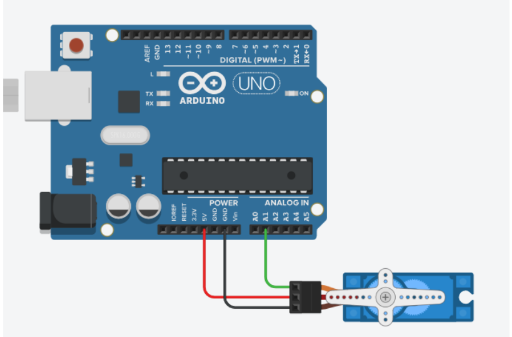 AREF
GND
13
12
~11
~10
~9
8
7
~6
~5
4
~3
2
TX→1
RX←0
DIGITAL (PWM~)
L
TX
RX
ARDUINO
UNO
ON
POWER
ANALOG IN
IOREF
RESET
3.3V
5V
GND
GND
Vin
A0
A1
A2
A3
A4
A5